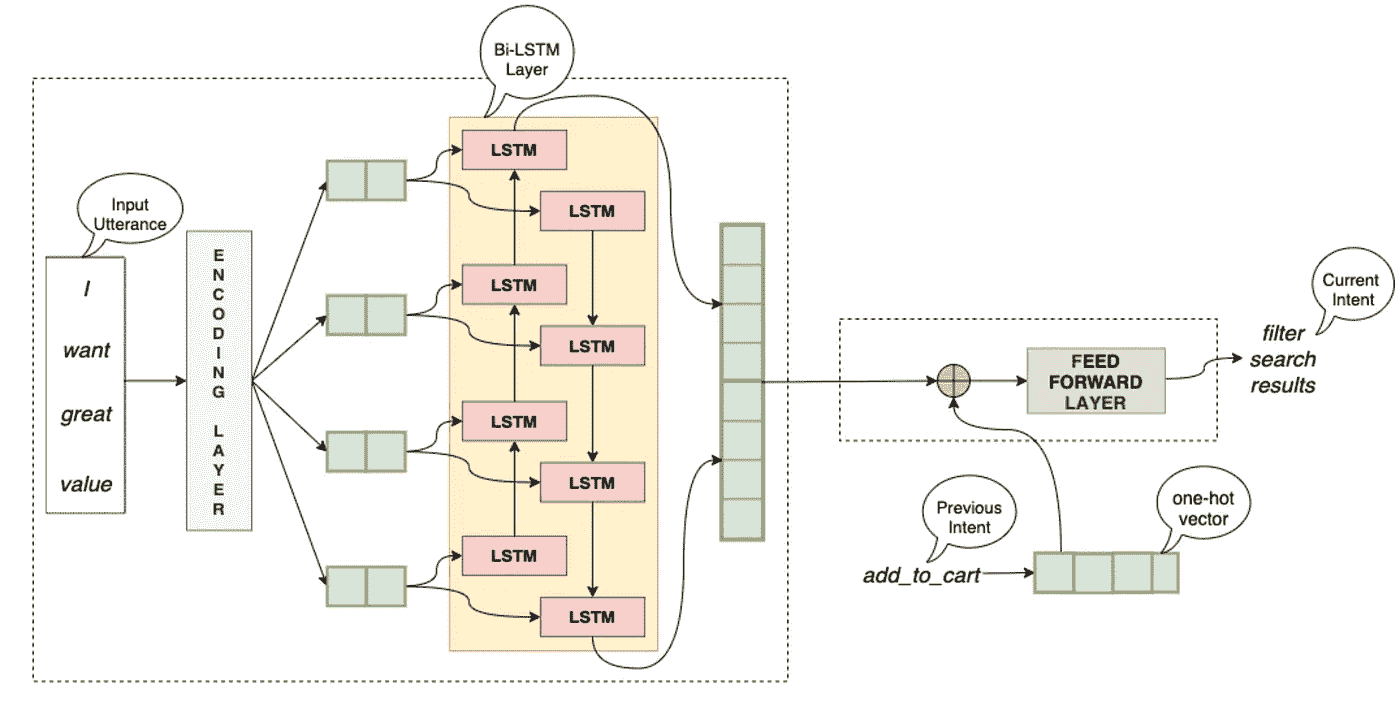 Bi-LSTM
Layer
Input
Utterance
I
want
great
value
ENCODING LAYER
LSTM
LSTM
LSTM
LSTM
LSTM
LSTM
LSTM
LSTM
FEED
FORWARD
LAYER
Current
Intent
filter
search
results
Previous
Intent
add_to_cart
one-hot
vector